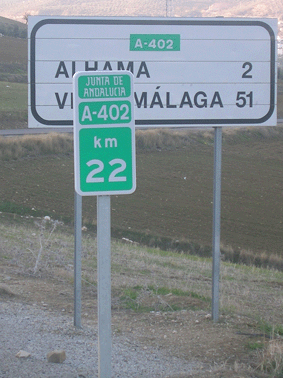 A-402
ALHAMA 2
MÁLAGA 51
JUNTA DE
ANDALUCIA
A-402
km
22